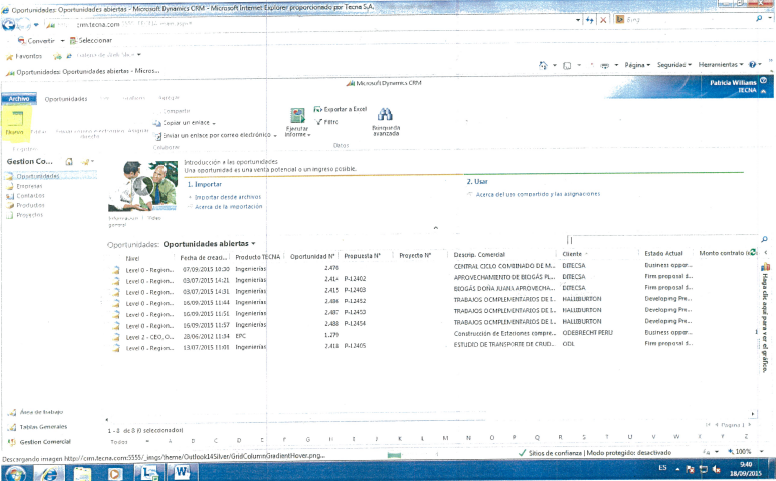 Oportunidades: Oportunidades abiertas - Microsoft Dynamics CRM - Microsoft Internet Explorer proporcionado por Tecna S.A.
crm.tecna.com
Bing
Convertir Seleccionar
Favoritos
Oportunidades: Oportunidades abiertas - Micros...
Página Seguridad Herramientas
Microsoft Dynamics CRM
Patricia Williams
TECNA
Archivo Oportunidades
Nuevo
Editar
Copiar un enlace
Enviar un enlace por correo electrónico
Ejecutar informe
Exportar a Excel
Filtro
Búsqueda avanzada
Datos
Gestion Co...
Oportunidades
Empresas
Contactos
Productos
Proyectos
Introducción a las oportunidades
Una oportunidad es una venta potencial o un ingreso posible.
1. Importar
Importar desde archivos
Acerca de la importación
2. Usar
Acerca del uso compartido y las asignaciones
Oportunidades: Oportunidades abiertas
Nivel Fecha de creaci... Producto TECNA Oportunidad N° Propuesta N° Proyecto N° Descrip. Comercial Cliente Estado Actual Monto contrato
Level 0 - Region... 07/09/2015 10:30 Ingenierías 2.476 CENTRAL CICLO COMBINADO DE M... DITECSA Business oppor...
Level 0 - Region... 03/07/2015 14:21 Ingenierías 2.414 P-12402 APROVECHAMIENTO DE BIOGÁS PL... DITECSA Firm proposal s...
Level 0 - Region... 03/07/2015 14:31 Ingenierías 2.415 P-12403 BIOGÁS DOÑA JUANA APROVECHA... DITECSA Firm proposal s...
Level 0 - Region... 16/09/2015 11:44 Ingenierías 2.486 P-12452 TRABAJOS OCMPLEMENTARIOS DE I... HALLIBURTON Developing Pre...
Level 0 - Region... 16/09/2015 11:51 Ingenierías 2.487 P-12453 TRABAJOS OCMPLEMENTARIOS DE I... HALLIBURTON Developing Pre...
Level 0 - Region... 16/09/2015 11:57 Ingenierías 2.488 P-12454 TRABAJOS OCMPLEMENTARIOS DE I... HALLIBURTON Developing Pre...
Level 2 - CEO, O... 28/06/2012 11:34 EPC 1.279 Construcción de Estaciones compre... ODEBRECHT PERU Business oppor...
Level 0 - Region... 13/07/2015 11:01 Ingenierías 2.418 P-12405 ESTUDIO DE TRANSPORTE DE CRUD... ODL Firm proposal s...
Haga clic aquí para ver el gráfico.
Área de trabajo
Tablas Generales
Gestion Comercial
1 - 8 de 8 (0 seleccionados)
Página 1
Todos # A B C D E F G H I J K L M N O P Q R S T U V W X Y Z
Descargando imagen http://crm.tecna.com:5555/_imgs/theme/Outlook14Silver/GridColumnGradientHover.png...
Sitios de confianza | Modo protegido: desactivado
100%
ES
9:40
18/09/2015